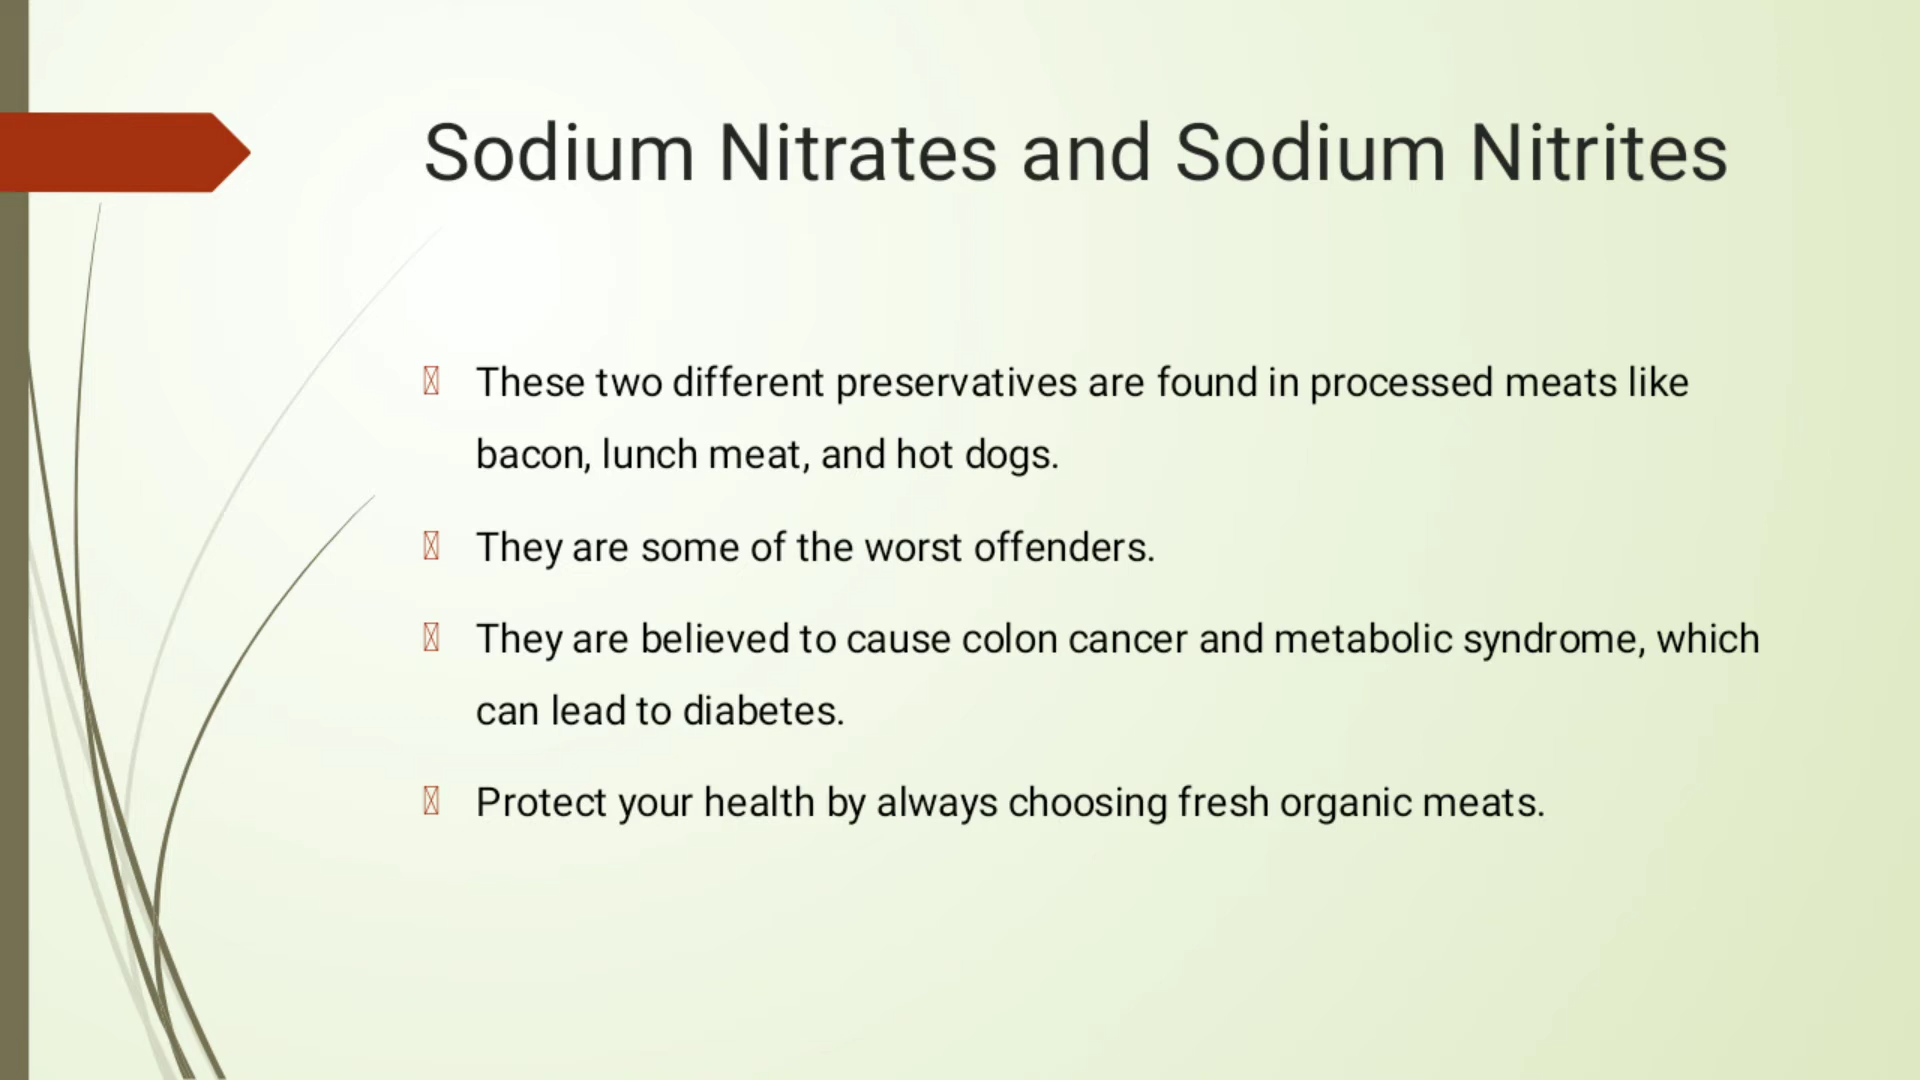 Sodium Nitrates and Sodium Nitrites
These two different preservatives are found in processed meats like
bacon, lunch meat, and hot dogs.
They are some of the worst offenders.
They are believed to cause colon cancer and metabolic syndrome, which
can lead to diabetes.
Protect your health by always choosing fresh organic meats.